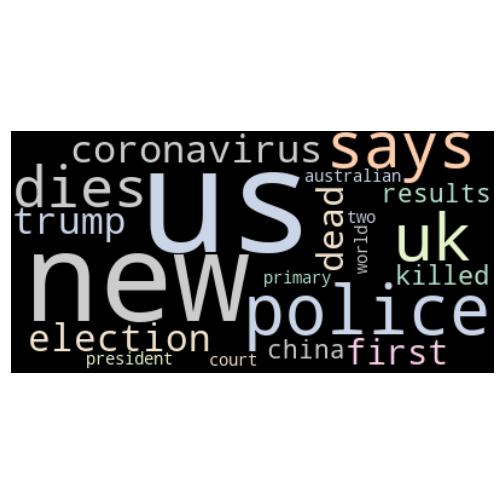 coronavirus says
dies us australian results
trump dead two uk
new world
primary killed
police
election china first
president court